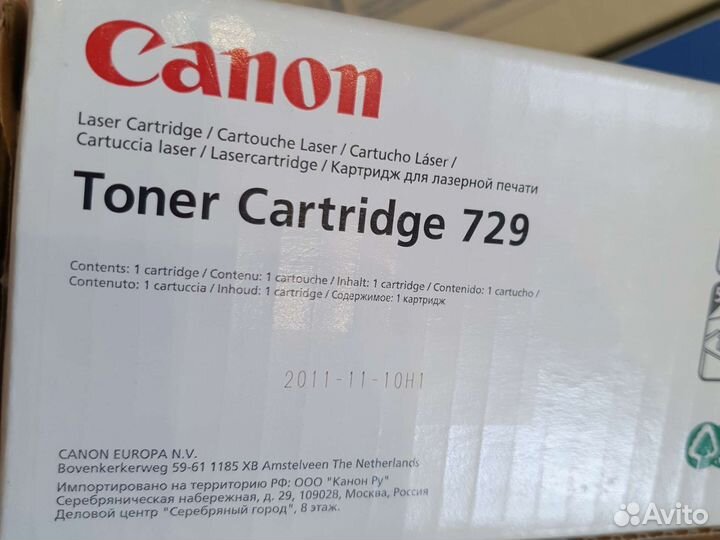 Canon
Laser Cartridge / Cartouche Laser / Cartucho Láser /
Cartuccia laser / Lasercartridge / Картридж для лазерной печати
Toner Cartridge 729
Contents: 1 cartridge / Contenu: 1 cartouche / Inhalt: 1 cartridge / Contenido: 1 cartucho /
Contenuto: 1 cartuccia / Inhoud: 1 cartridge / Содержимое: 1 картридж
2011-11-10H1
CANON EUROPA N.V.
Bovenkerkerweg 59-61 1185 XB Amstelveen The Netherlands
Импортировано на территорию РФ: ООО "Канон Ру"
Серебряническая набережная, д. 29, 109028, Москва, Россия
Деловой центр "Серебряный город", 8 этаж.
Avito